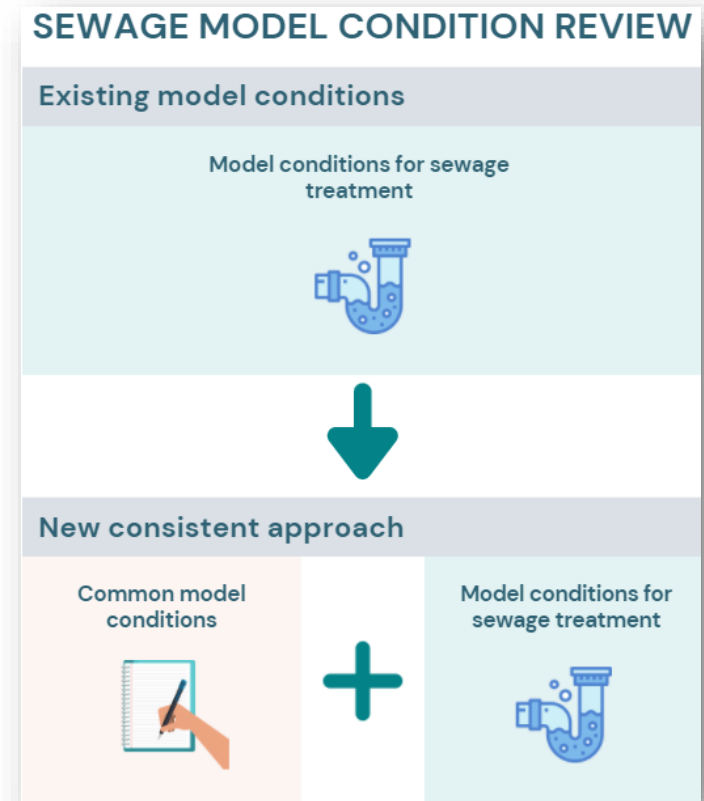 SEWAGE MODEL CONDITION REVIEW
Existing model conditions
Model conditions for sewage
treatment
New consistent approach
Common model
conditions
Model conditions for
sewage treatment